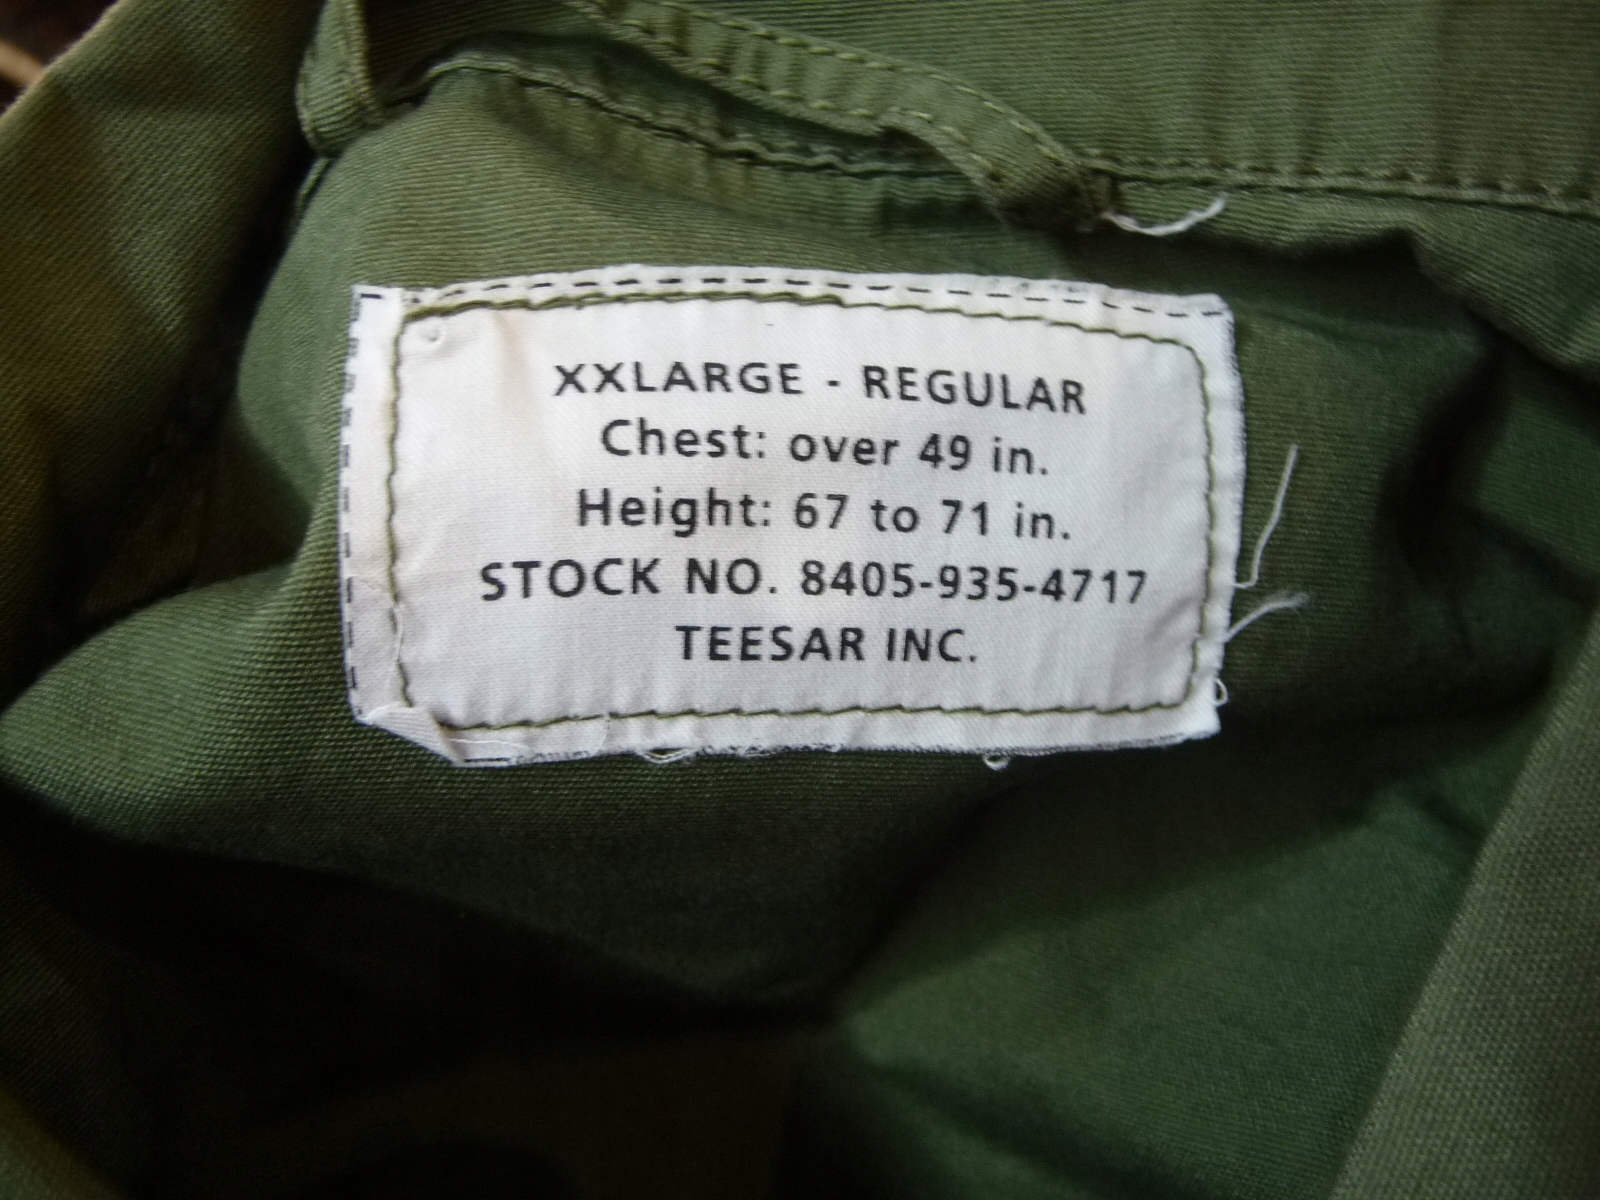 XXLARGE - REGULAR
Chest: over 49 in.
Height: 67 to 71 in.
STOCK NO. 8405-935-4717
TEESAR INC.